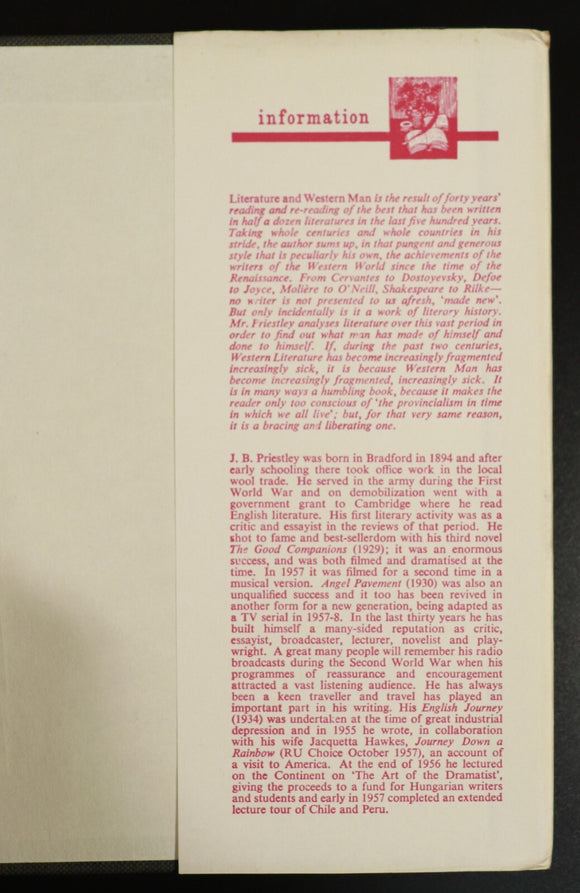 information
Literature and Western Man is the result of forty years'
reading and re-reading of the best that has been written
in half a dozen literatures in the last five hundred years.
Taking whole centuries and whole countries in his
stride, the author sums up, in that pungent and generous
style that is peculiarly his own, the achievements of the
writers of the Western World since the time of the
Renaissance. From Cervantes to Dostoyevsky, Defoe
to Joyce, Molière to O'Neill, Shakespeare to Rilke—
no writer is not presented to us afresh, 'made new'.
But only incidentally is it a work of literary history.
Mr. Priestley analyses literature over this vast period in
order to find out what man has made of himself and
done to himself. If, during the past two centuries,
Western Literature has become increasingly fragmented
increasingly sick, it is because Western Man has
become increasingly fragmented, increasingly sick. It
is in many ways a humbling book, because it makes the
reader only too conscious of 'the provincialism in time
in which we all live'; but, for that very same reason,
it is a bracing and liberating one.
J. B. Priestley was born in Bradford in 1894 and after
early schooling there took office work in the local
wool trade. He served in the army during the First
World War and on demobilization went with a
government grant to Cambridge where he read
English literature. His first literary activity was as a
critic and essayist in the reviews of that period. He
shot to fame and best-sellerdom with his third novel
The Good Companions (1929); it was an enormous
success, and was both filmed and dramatised at the
time. In 1957 it was filmed for a second time in a
musical version. Angel Pavement (1930) was also an
unqualified success and it too has been revived in
another form for a new generation, being adapted as
a TV serial in 1957-8. In the last thirty years he has
built himself a many-sided reputation as critic,
essayist, broadcaster, lecturer, novelist and play-
wright. A great many people will remember his radio
broadcasts during the Second World War when his
programmes of reassurance and encouragement
attracted a vast listening audience. He has always
been a keen traveller and travel has played an
important part in his writing. His English Journey
(1934) was undertaken at the time of great industrial
depression and in 1955 he wrote, in collaboration
with his wife Jacquetta Hawkes, Journey Down a
Rainbow (RU Choice October 1957), an account of
a visit to America. At the end of 1956 he lectured
on the Continent on 'The Art of the Dramatist',
giving the proceeds to a fund for Hungarian writers
and students and early in 1957 completed an extended
lecture tour of Chile and Peru.